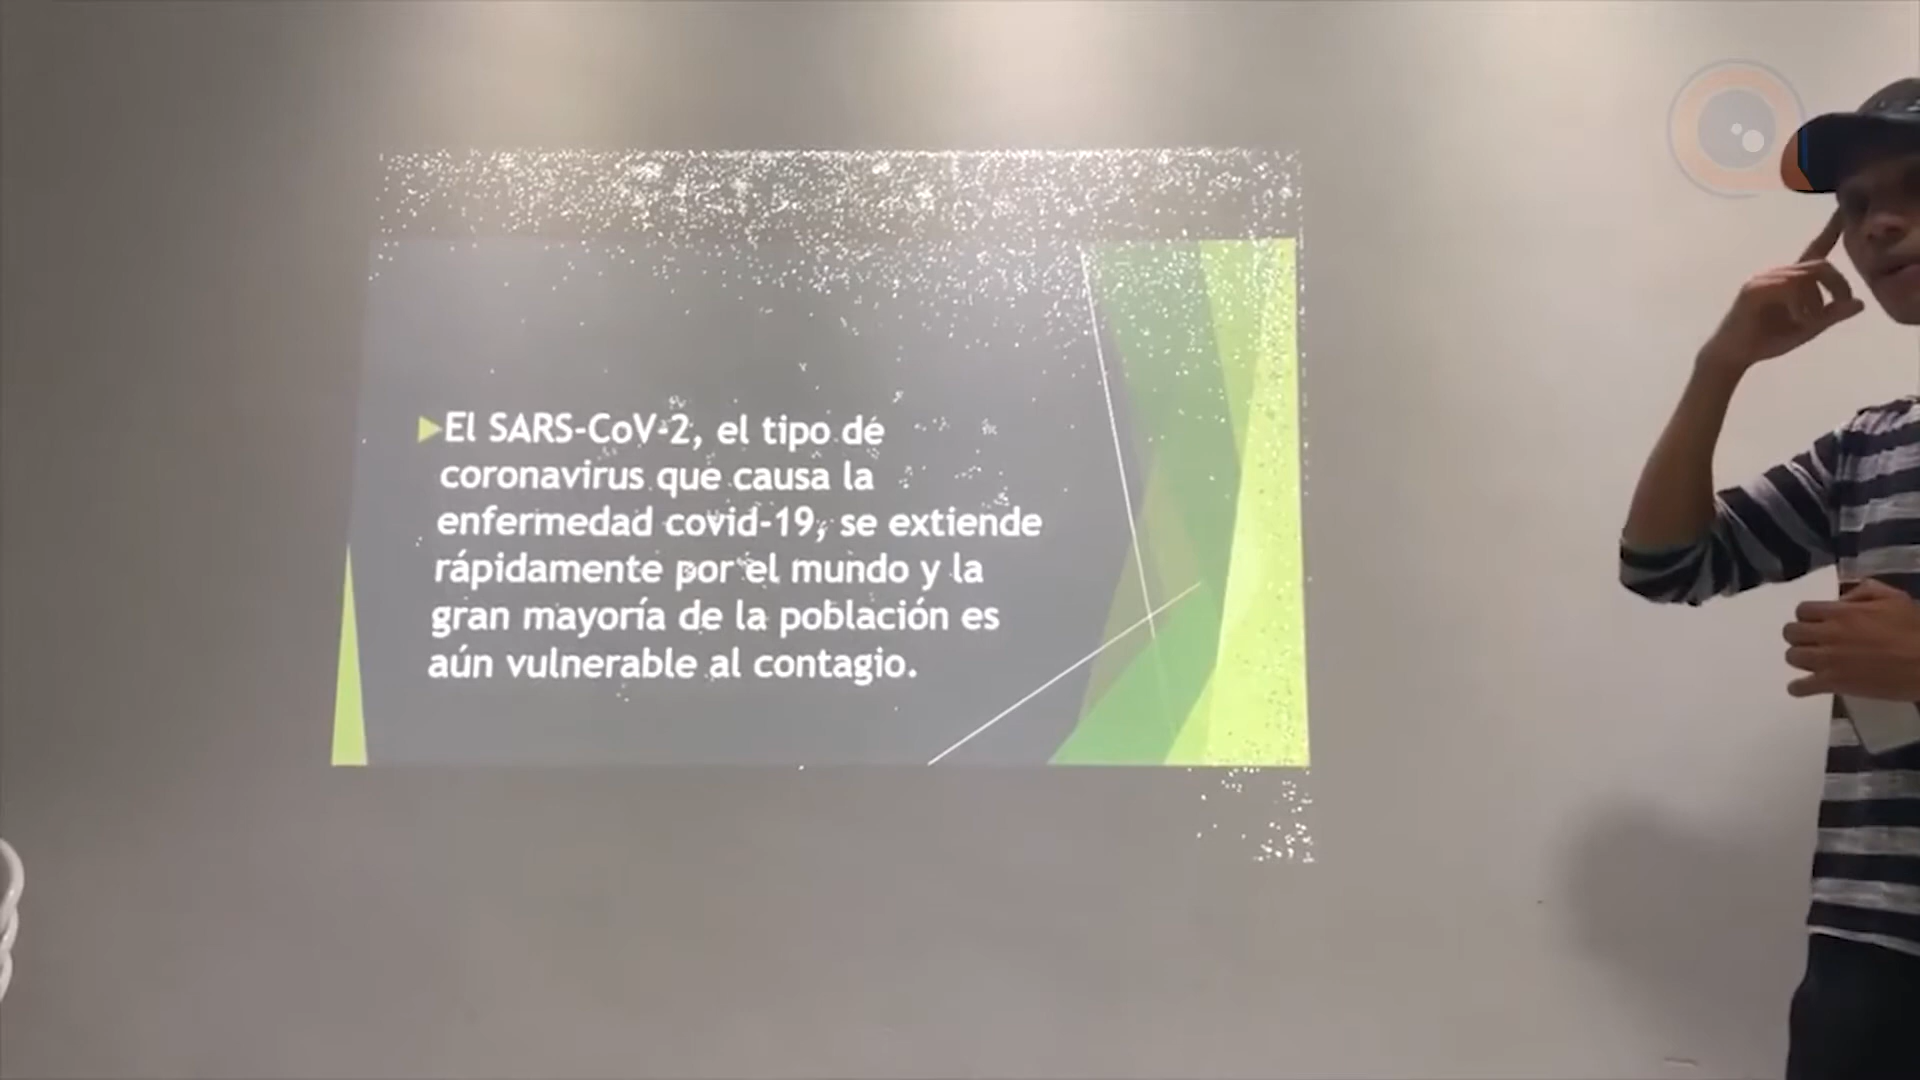 El SARS-CoV-2, el tipo de
coronavirus que causa la
enfermedad covid-19, se extiende
rápidamente por el mundo y la
gran mayoría de la población es
aún vulnerable al contagio.